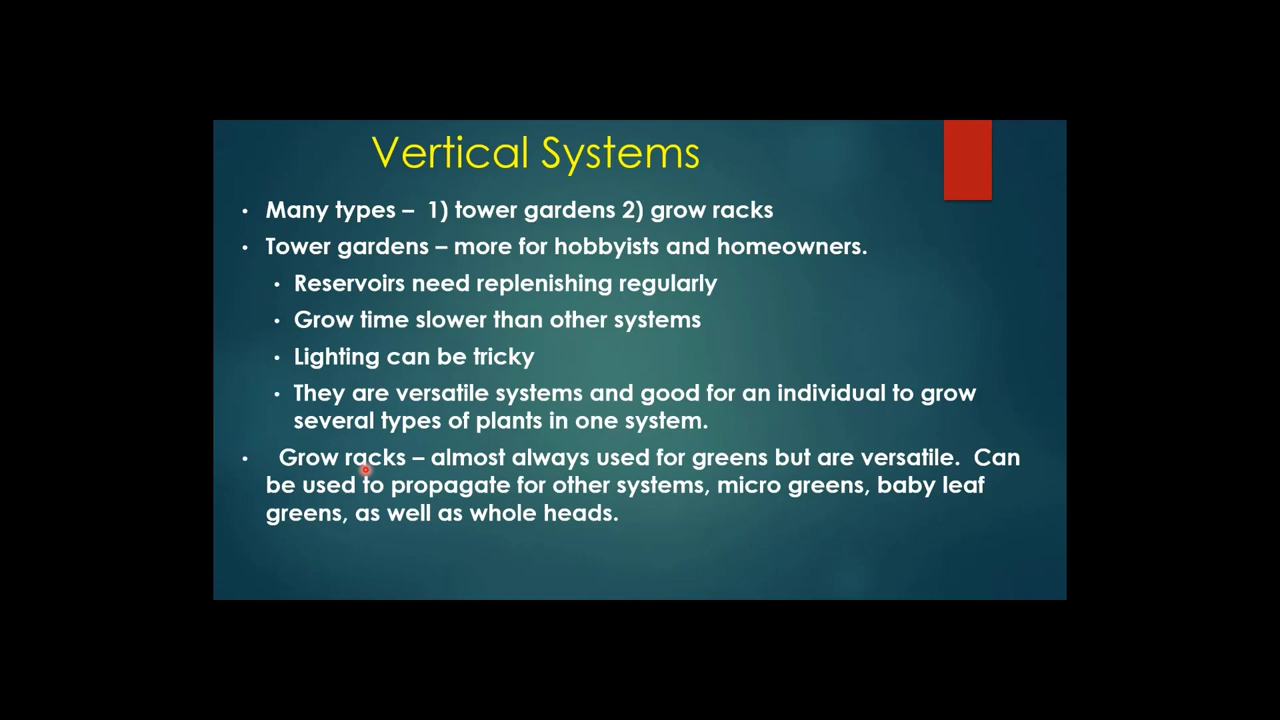 Vertical Systems
• Many types – 1) tower gardens 2) grow racks
• Tower gardens – more for hobbyists and homeowners.
• Reservoirs need replenishing regularly
• Grow time slower than other systems
• Lighting can be tricky
• They are versatile systems and good for an individual to grow
several types of plants in one system.
• Grow racks – almost always used for greens but are versatile. Can
be used to propagate for other systems, micro greens, baby leaf
greens, as well as whole heads.